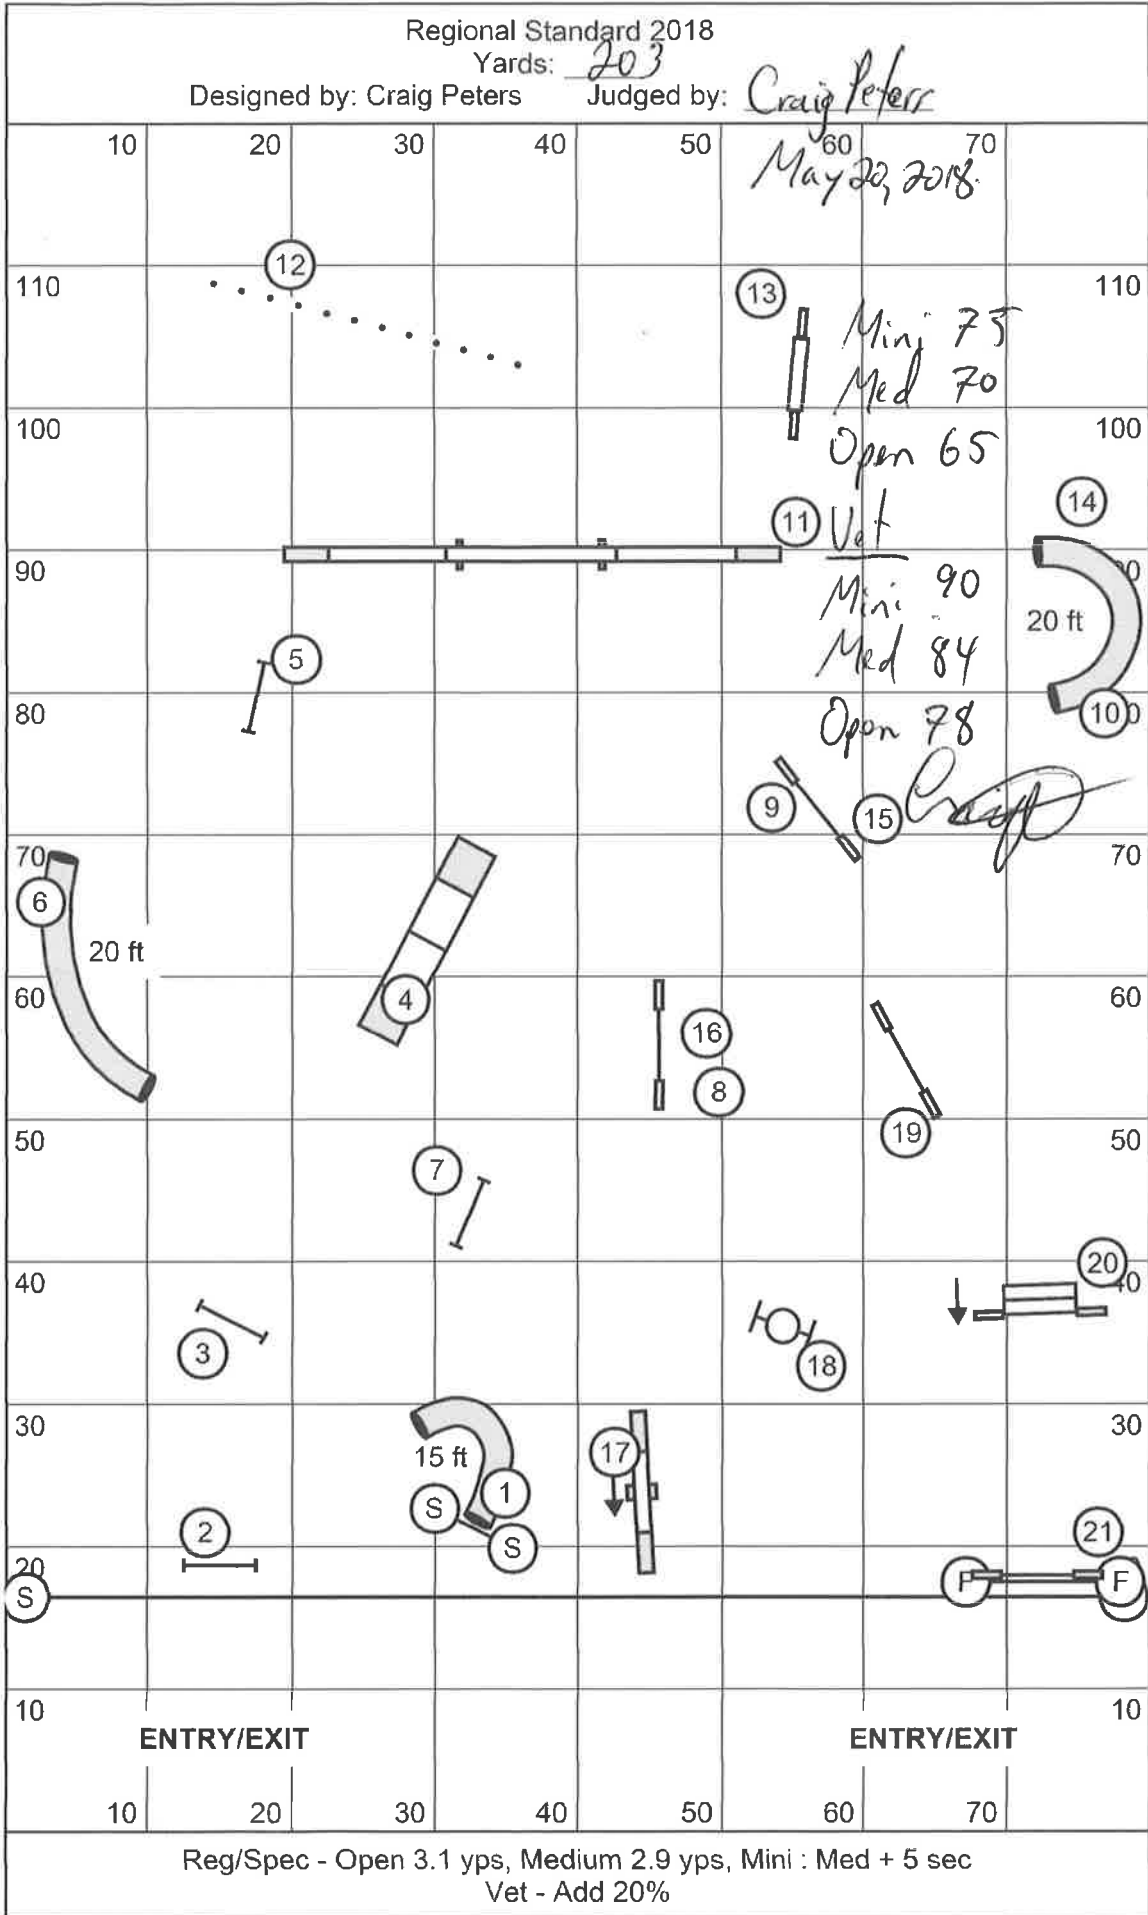 Regional Standard 2018
Yards: 203
Designed by: Craig Peters Judged by: Craig Peters
10 20 30 40 50 60 70
May 20, 2018.
12
110 13 110
Mini 75
Med 70
100 100
Open 65
14
11 Vet
90
Mini 90
20 ft
5 Med 84
80 10
Open 78
9 15
70 70
6
20 ft
60 4 60
16
8
50 19 50
7
40 20
3 18
30 30
15 ft 17
S 1
2 S 21
20
S F F
10 10
ENTRY/EXIT ENTRY/EXIT
10 20 30 40 50 60 70
Reg/Spec - Open 3.1 yps, Medium 2.9 yps, Mini : Med + 5 sec
Vet - Add 20%